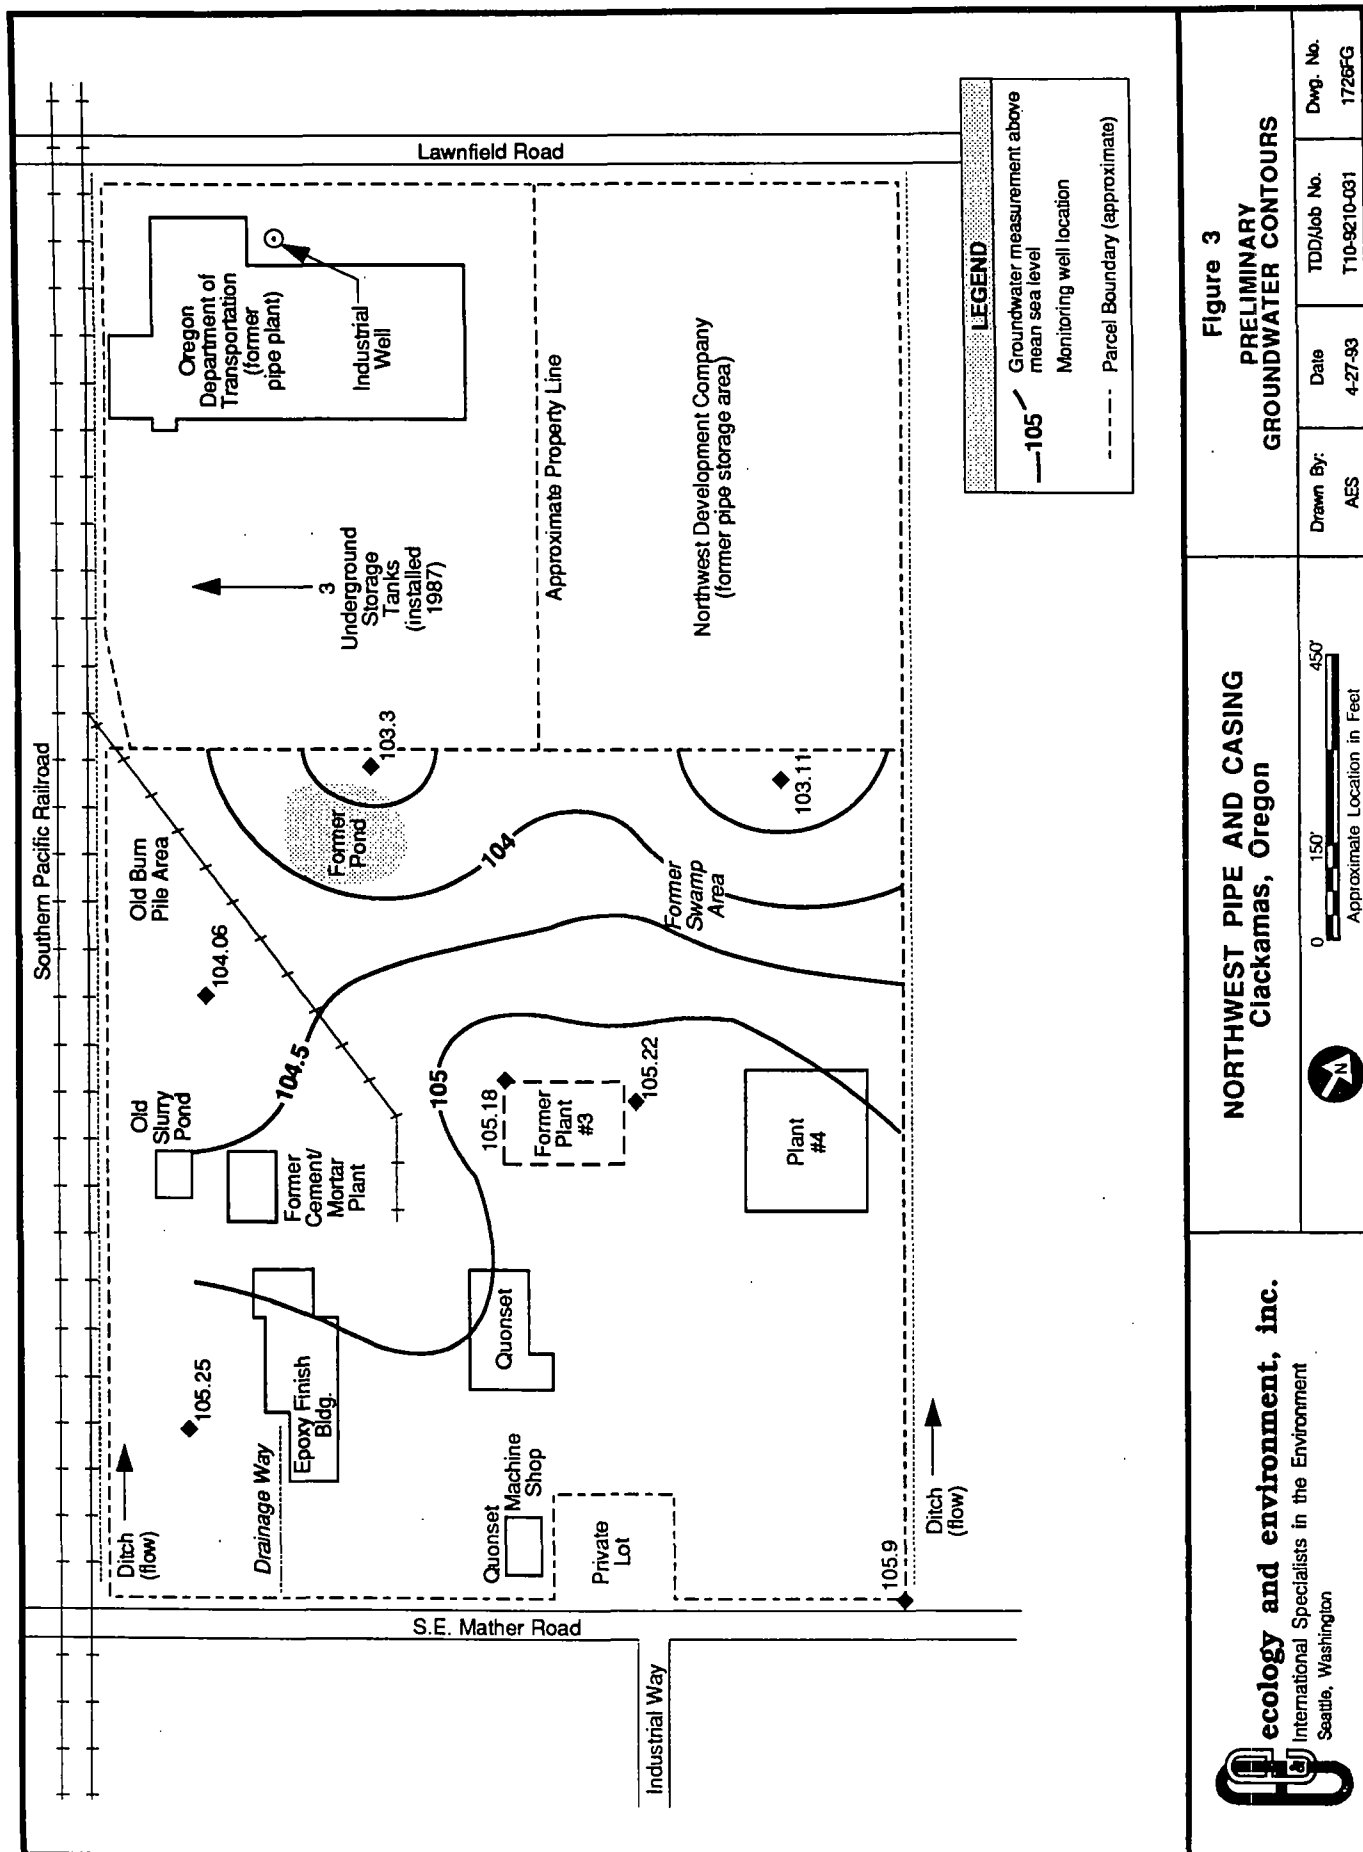 Southern Pacific Railroad
Lawnfield Road
Oregon
Department of
Transportation
(former
pipe plant)
Industrial
Well
3
Underground
Storage
Tanks
(installed
1987)
Approximate Property Line
Northwest Development Company
(former pipe storage area)
Old Burn
Pile Area
104.06
103.3
Former
Pond
104
103.11
Former
Swamp
Area
Old
Slurry
Pond
104.5
Former
Cement/
Mortar
Plant
105
105.18
Former
Plant
#3
105.22
Plant
#4
Ditch
(flow)
105.25
Drainage Way
Epoxy Finish
Bldg.
Quonset
Quonset
Machine
Shop
Private
Lot
105.9
Ditch
(flow)
S.E. Mather Road
Industrial Way
LEGEND
105
Groundwater measurement above
mean sea level
Monitoring well location
Parcel Boundary (approximate)
ecology and environment, inc.
International Specialists in the Environment
Seattle, Washington
NORTHWEST PIPE AND CASING
Clackamas, Oregon
N
0 150' 450'
Approximate Location in Feet
Figure 3
PRELIMINARY
GROUNDWATER CONTOURS
Drawn By:
AES
Date
4-27-93
TDD/Job No.
T10-9210-031
Dwg. No.
1726FG